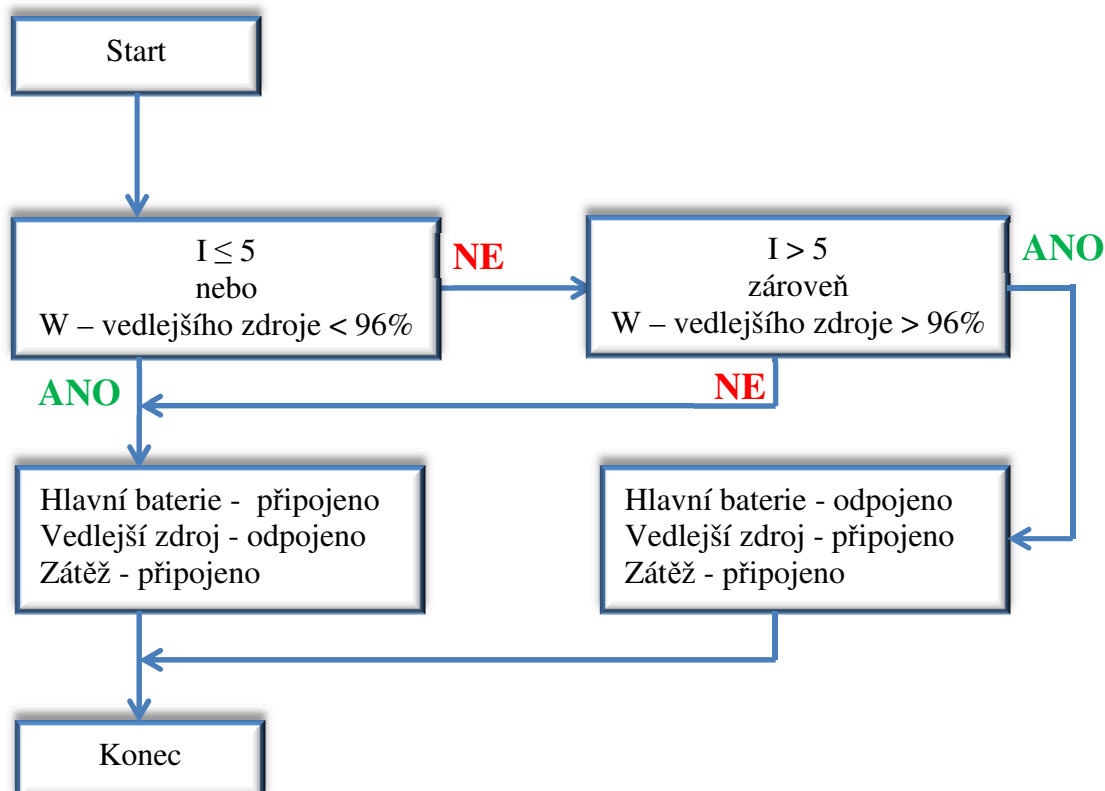 Start
I ≤ 5
nebo
W – vedlejšího zdroje < 96%
NE
I > 5
zároveň
W – vedlejšího zdroje > 96%
ANO
ANO
NE
Hlavní baterie - připojeno
Vedlejší zdroj - odpojeno
Zátěž - připojeno
Hlavní baterie - odpojeno
Vedlejší zdroj - připojeno
Zátěž - připojeno
Konec